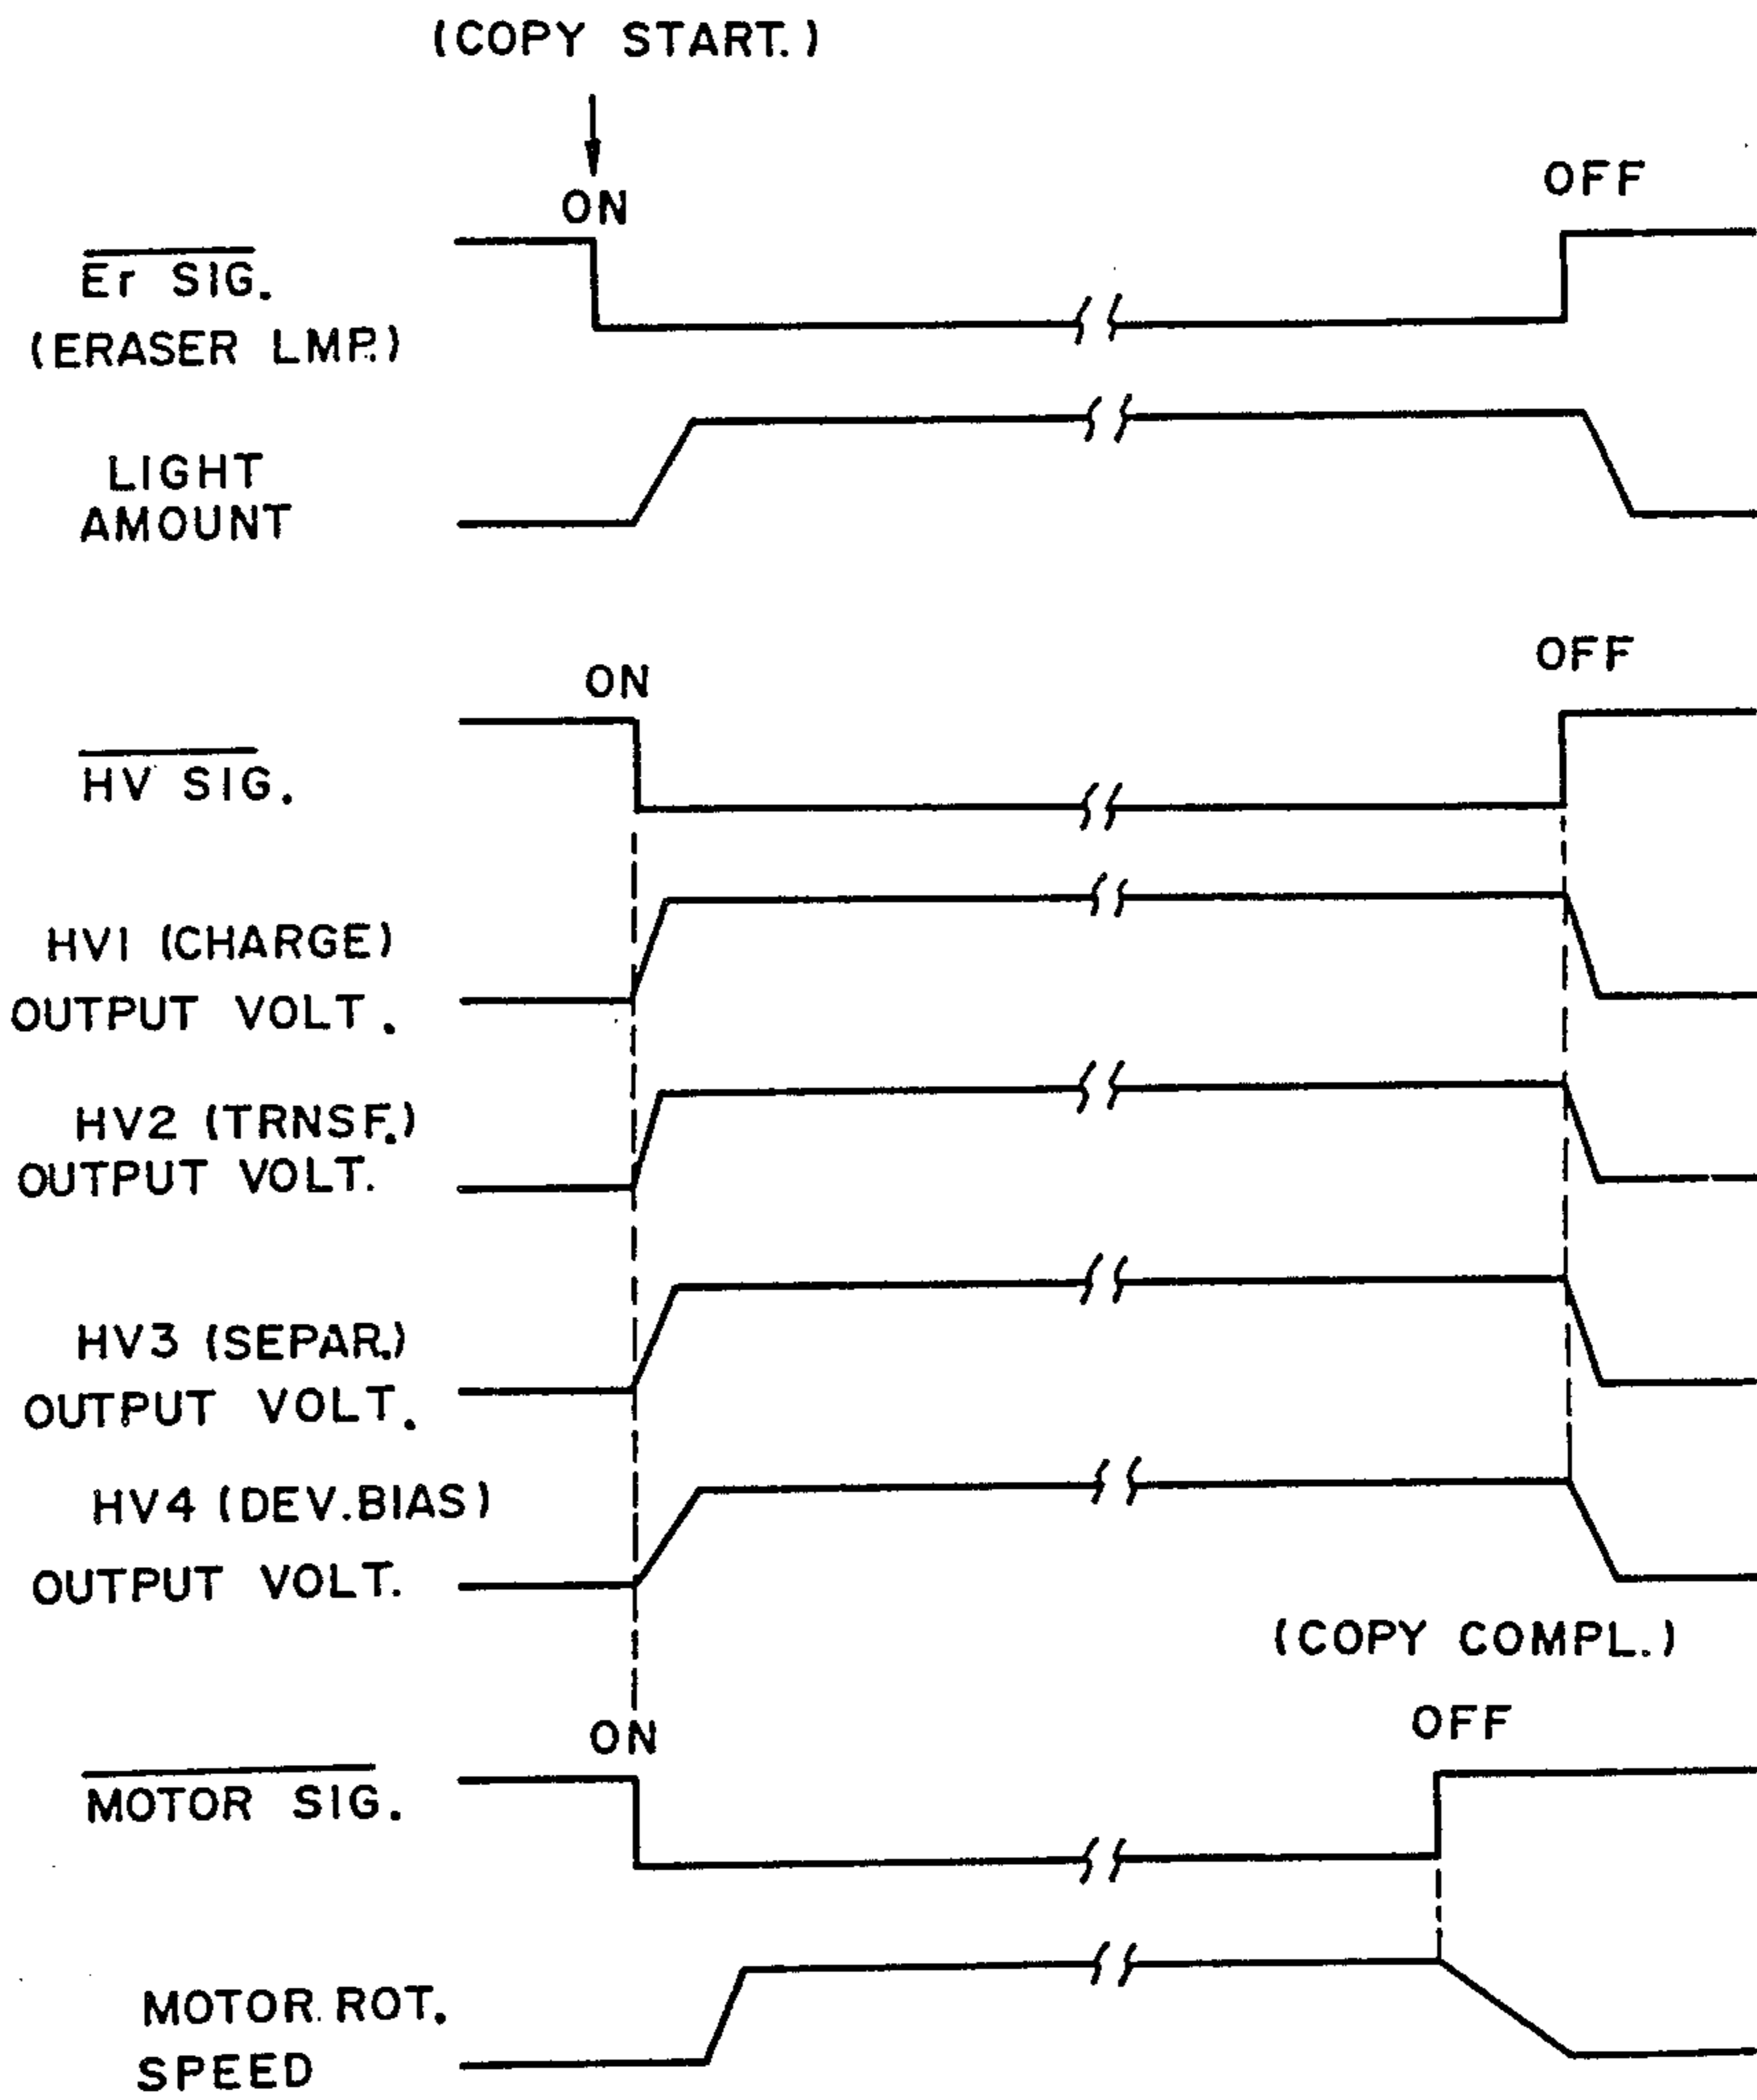 (COPY START.)
ON
OFF
Er SIG.
(ERASER LMP.)
LIGHT
AMOUNT
ON
OFF
HV SIG.
HV1 (CHARGE)
OUTPUT VOLT.
HV2 (TRNSF.)
OUTPUT VOLT.
HV3 (SEPAR.)
OUTPUT VOLT.
HV4 (DEV.BIAS)
OUTPUT VOLT.
(COPY COMPL.)
ON
OFF
MOTOR SIG.
MOTOR ROT.
SPEED